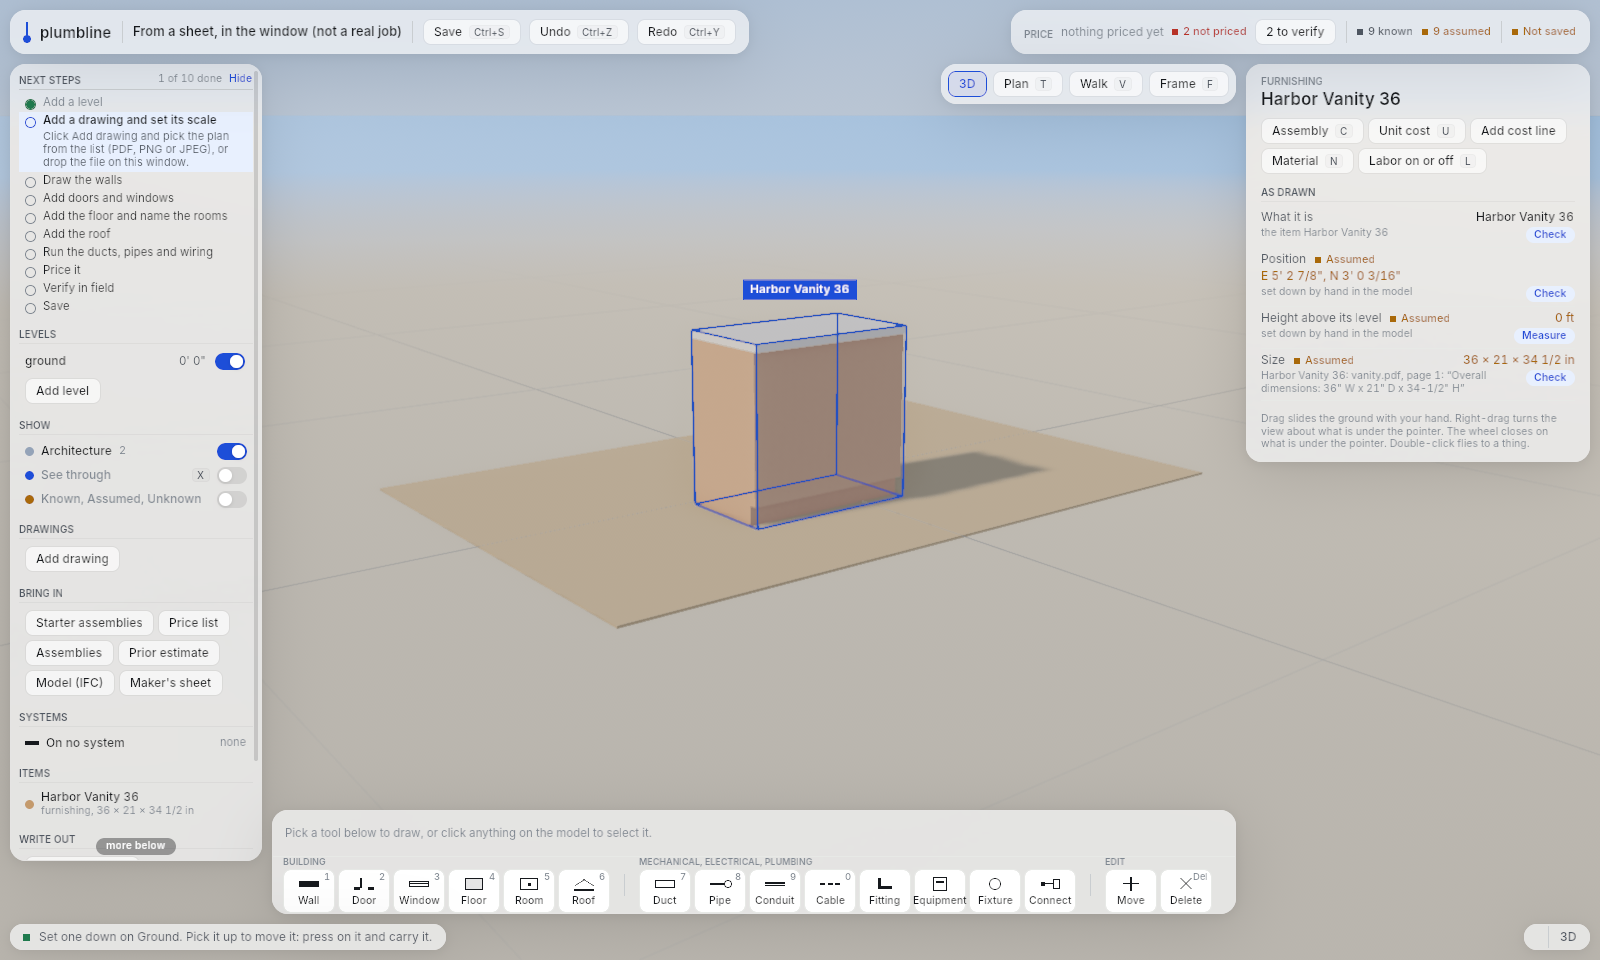 plumbline
From a sheet, in the window (not a real job)
Save Ctrl+S
Undo Ctrl+Z
Redo Ctrl+Y
PRICE nothing priced yet 2 not priced 2 to verify 9 known 9 assumed Not saved
NEXT STEPS 1 of 10 done Hide
Add a level
Add a drawing and set its scale
Click Add drawing and pick the plan
from the list (PDF, PNG or JPEG), or
drop the file on this window.
Draw the walls
Add doors and windows
Add the floor and name the rooms
Add the roof
Run the ducts, pipes and wiring
Price it
Verify in field
Save
LEVELS
ground 0' 0"
Add level
SHOW
Architecture 2
See through X
Known, Assumed, Unknown
DRAWINGS
Add drawing
BRING IN
Starter assemblies Price list
Assemblies Prior estimate
Model (IFC) Maker's sheet
SYSTEMS
On no system none
ITEMS
Harbor Vanity 36
furnishing, 36 × 21 × 34 1/2 in
WRITE OUT
more below
3D Plan T Walk V Frame F
Harbor Vanity 36
FURNISHING
Harbor Vanity 36
Assembly C Unit cost U Add cost line
Material N Labor on or off L
AS DRAWN
What it is Harbor Vanity 36
the item Harbor Vanity 36 Check
Position Assumed
E 5' 2 7/8", N 3' 0 3/16"
set down by hand in the model Check
Height above its level Assumed 0 ft
set down by hand in the model Measure
Size Assumed 36 × 21 × 34 1/2 in
Harbor Vanity 36: vanity.pdf, page 1: “Overall Check
dimensions: 36" W x 21" D x 34-1/2" H”
Drag slides the ground with your hand. Right-drag turns the
view about what is under the pointer. The wheel closes on
what is under the pointer. Double-click flies to a thing.
Pick a tool below to draw, or click anything on the model to select it.
BUILDING MECHANICAL, ELECTRICAL, PLUMBING EDIT
1 2 3 4 5 6 7 8 9 0 Del
Wall Door Window Floor Room Roof Duct Pipe Conduit Cable Fitting Equipment Fixture Connect Move Delete
Set one down on Ground. Pick it up to move it: press on it and carry it.
3D